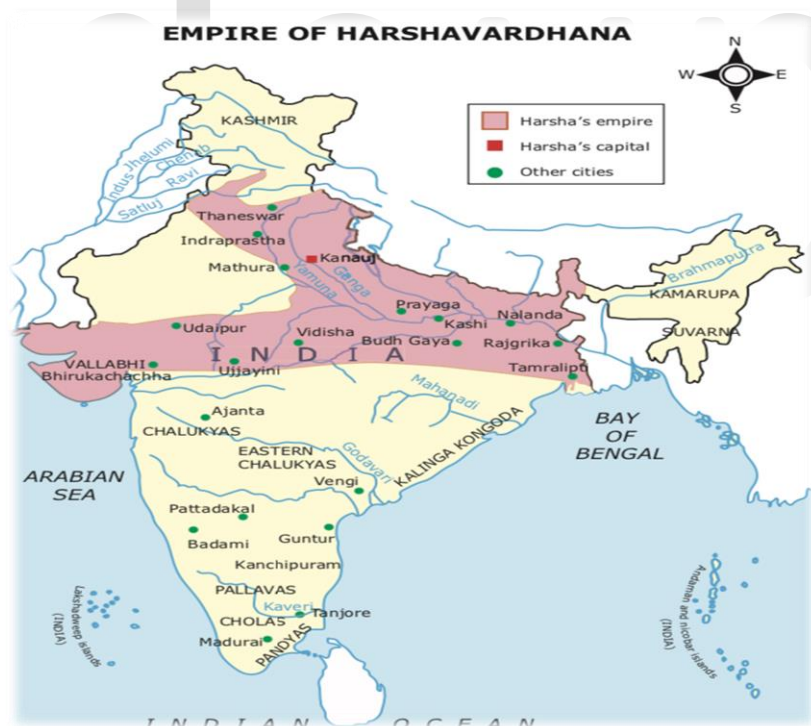 EMPIRE OF HARSHAVARDHANA
N
W
E
S
Harsha's empire
Harsha's capital
Other cities
KASHMIR
Indus
Jhelumi
Chenab
Ravi
Satluj
Thaneswar
Indraprastha
Kanauj
Mathura
Yamuna
Ganga
Brahmaputra
KAMARUPA
SUVARNA
Prayaga
Kashi
Nalanda
Udaipur
Vidisha
Budh Gaya
Rajgrika
INDIA
VALLABHI
Bhirukachachha
Ujjayini
Tamralipti
Mahanadi
Ajanta
CHALUKYAS
EASTERN
CHALUKYAS
Godavari
KALINGA KONGODA
BAY
OF
BENGAL
ARABIAN
SEA
Vengi
Pattadakal
Badami
Guntur
Kanchipuram
PALLAVAS
Kaveri
Tanjore
CHOLAS
Madurai
PANDYAS
Lakshadweep islands
(INDIA)
Andaman and nicobar islands
(INDIA)
INDIAN OCEAN